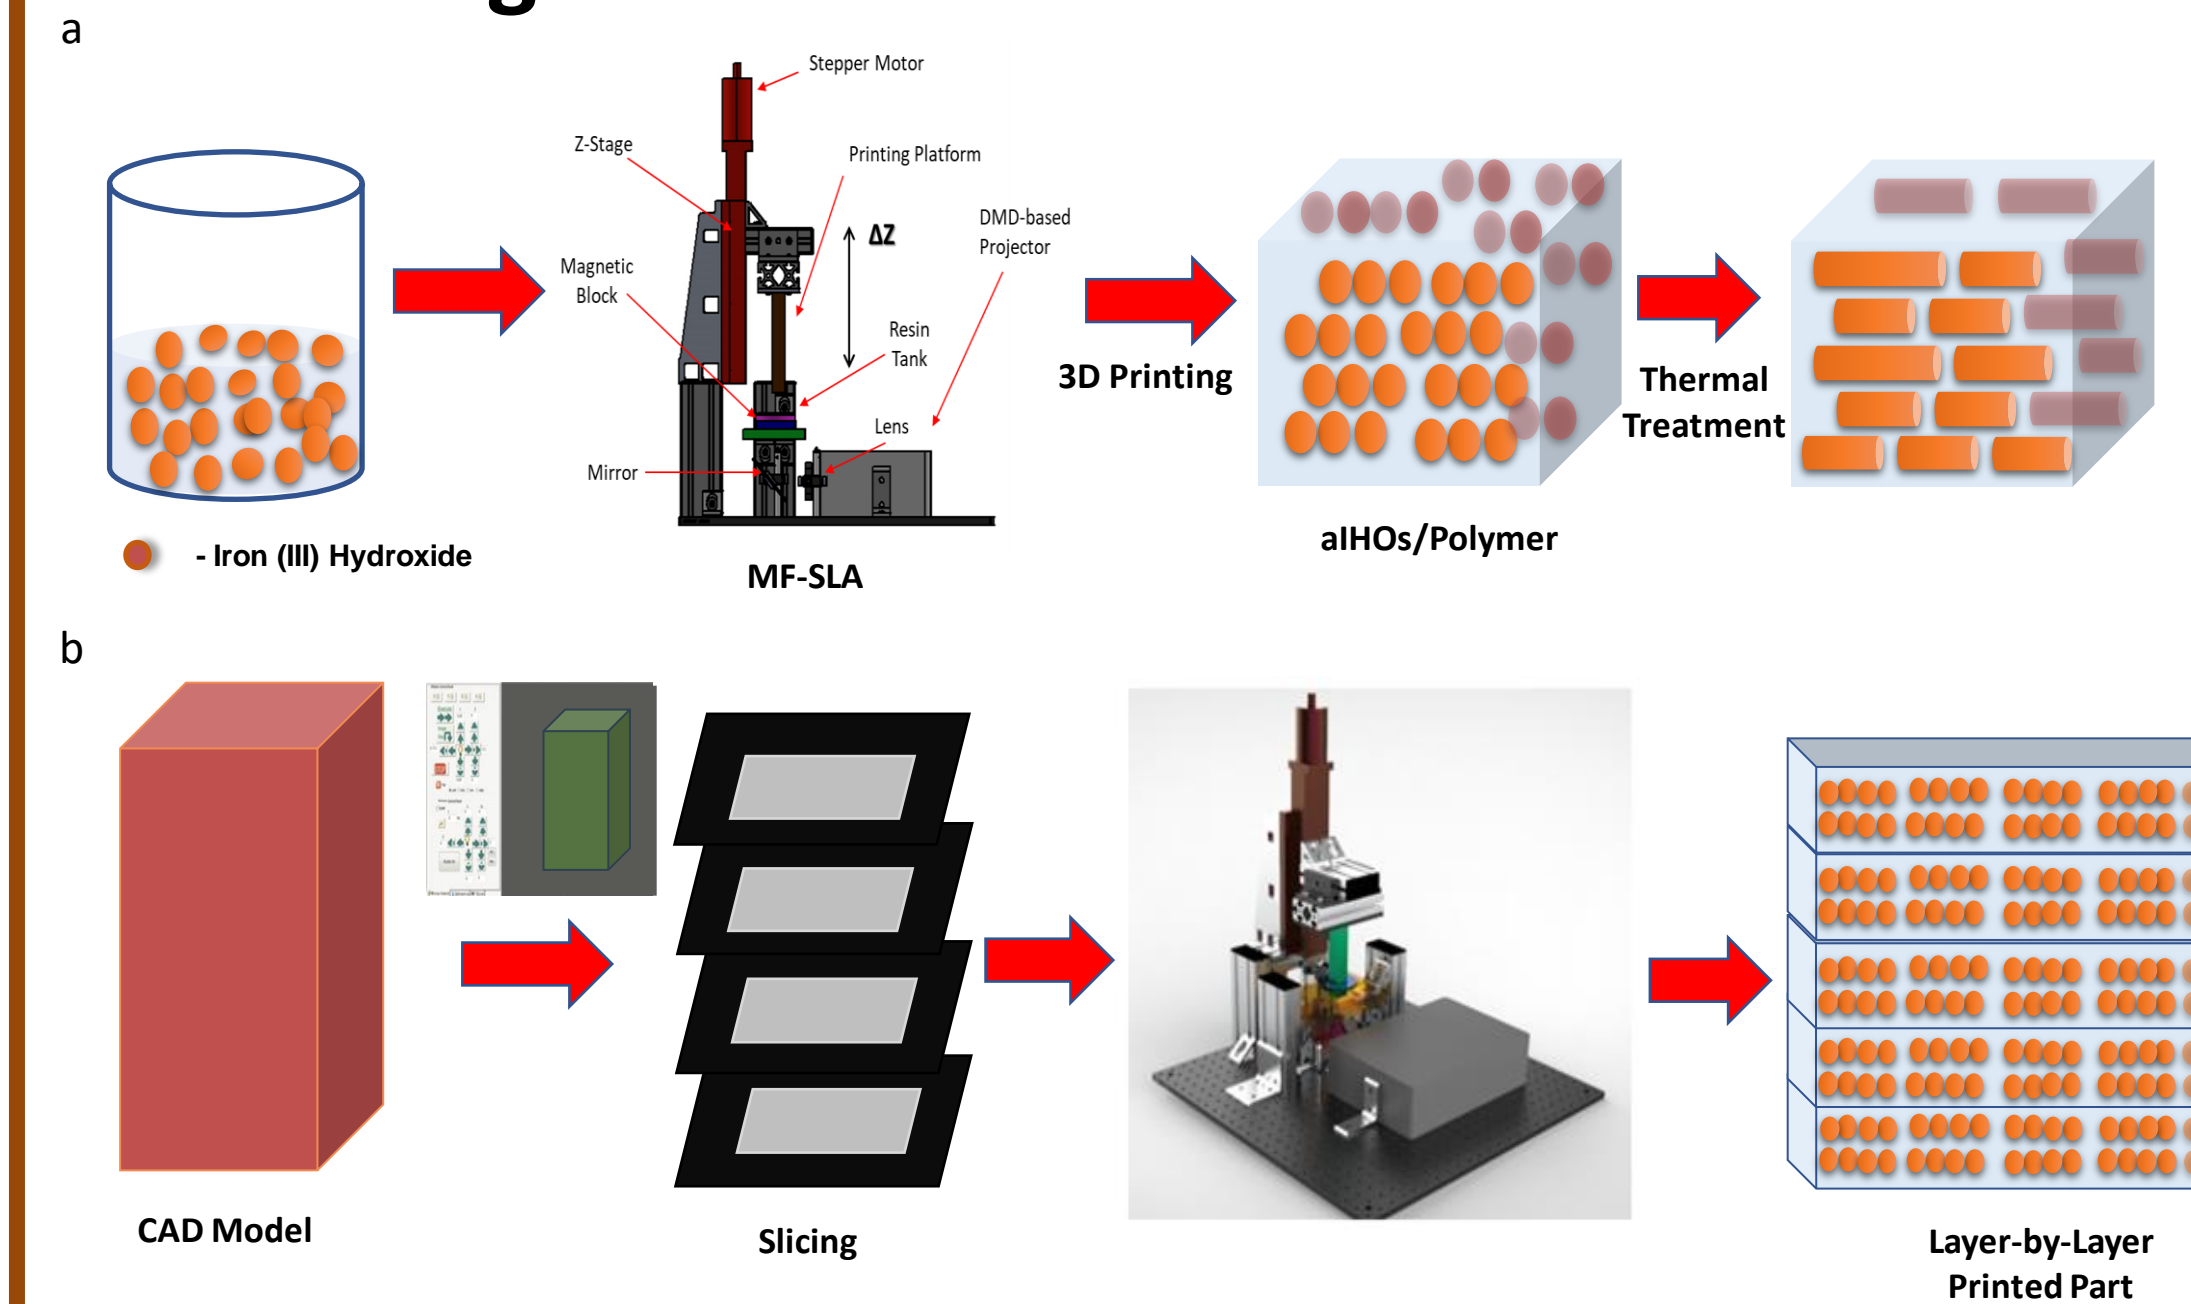 a
Stepper Motor
Z-Stage
Printing Platform
DMD-based
Projector
ΔZ
Magnetic
Block
Resin
Tank
Lens
Mirror
MF-SLA
- Iron (III) Hydroxide
3D Printing
aIHOs/Polymer
Thermal
Treatment
b
CAD Model
Slicing
Layer-by-Layer
Printed Part